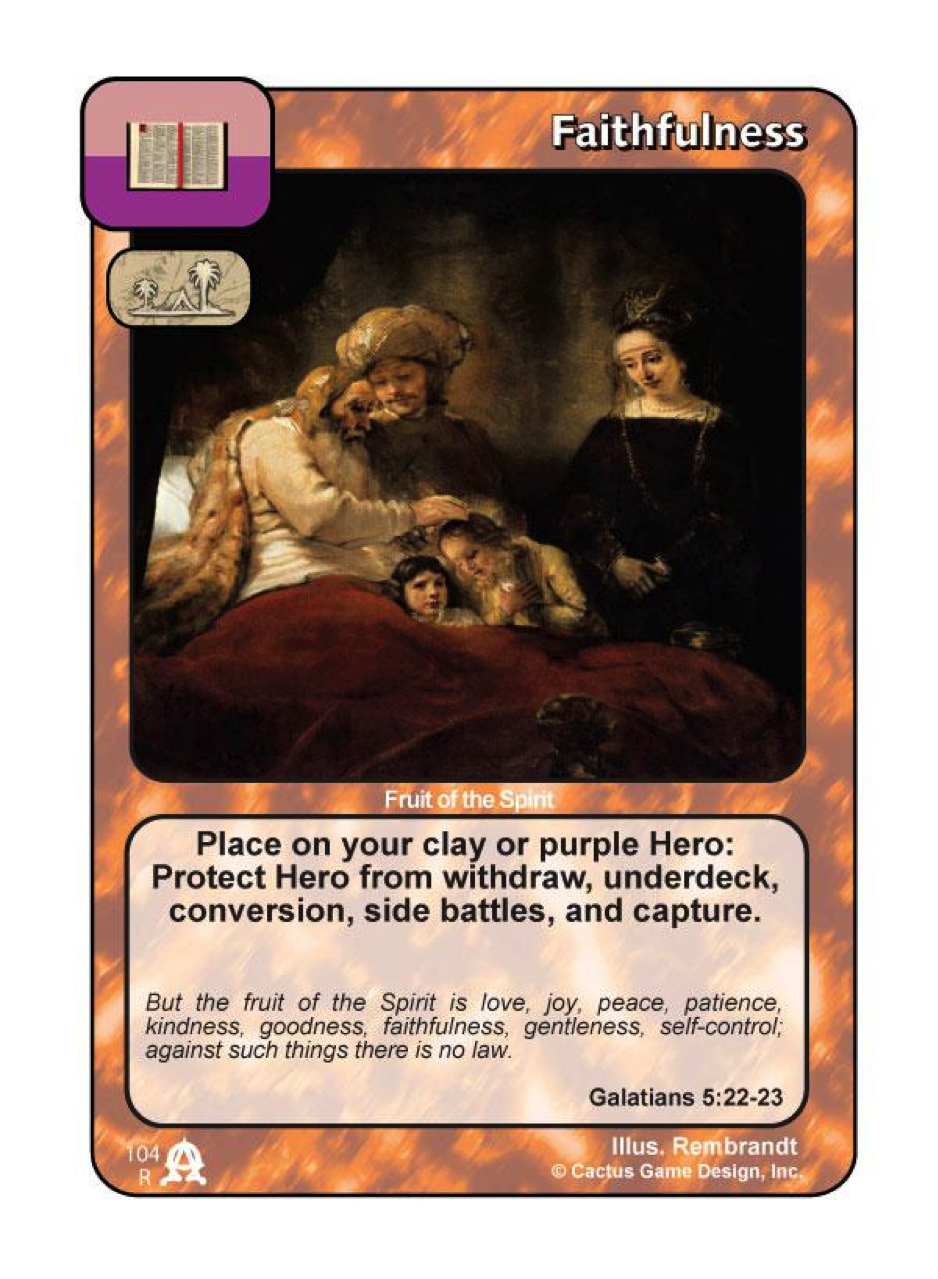 Faithfulness
Fruit of the Spirit
Place on your clay or purple Hero:
Protect Hero from withdraw, underdeck,
conversion, side battles, and capture.
But the fruit of the Spirit is love, joy, peace, patience,
kindness, goodness, faithfulness, gentleness, self-control;
against such things there is no law.
Galatians 5:22-23
104
R
Illus. Rembrandt
© Cactus Game Design, Inc.